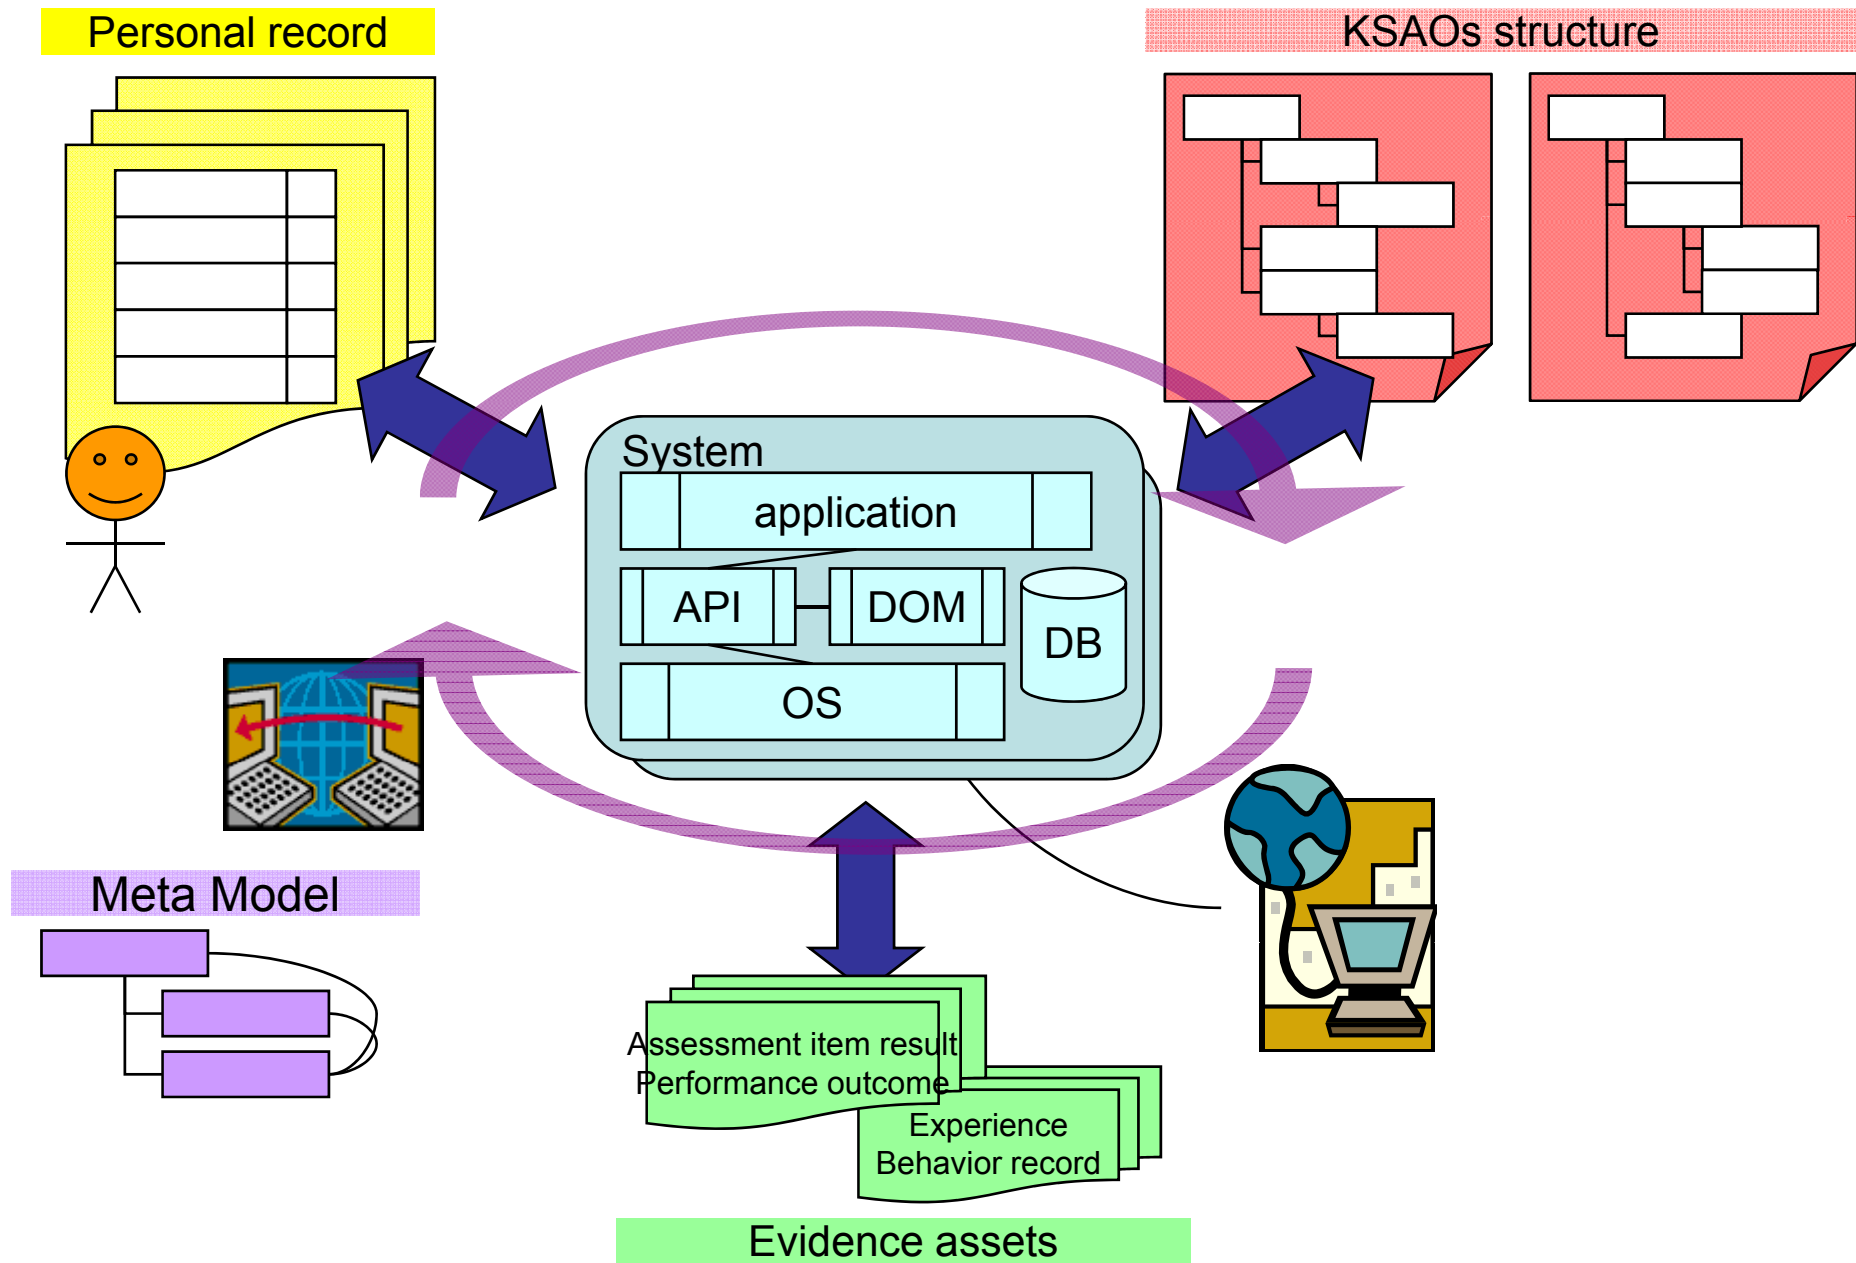 Personal record
KSAOs structure
System
application
API
DOM
DB
OS
Meta Model
Assessment item result
Performance outcome
Experience
Behavior record
Evidence assets